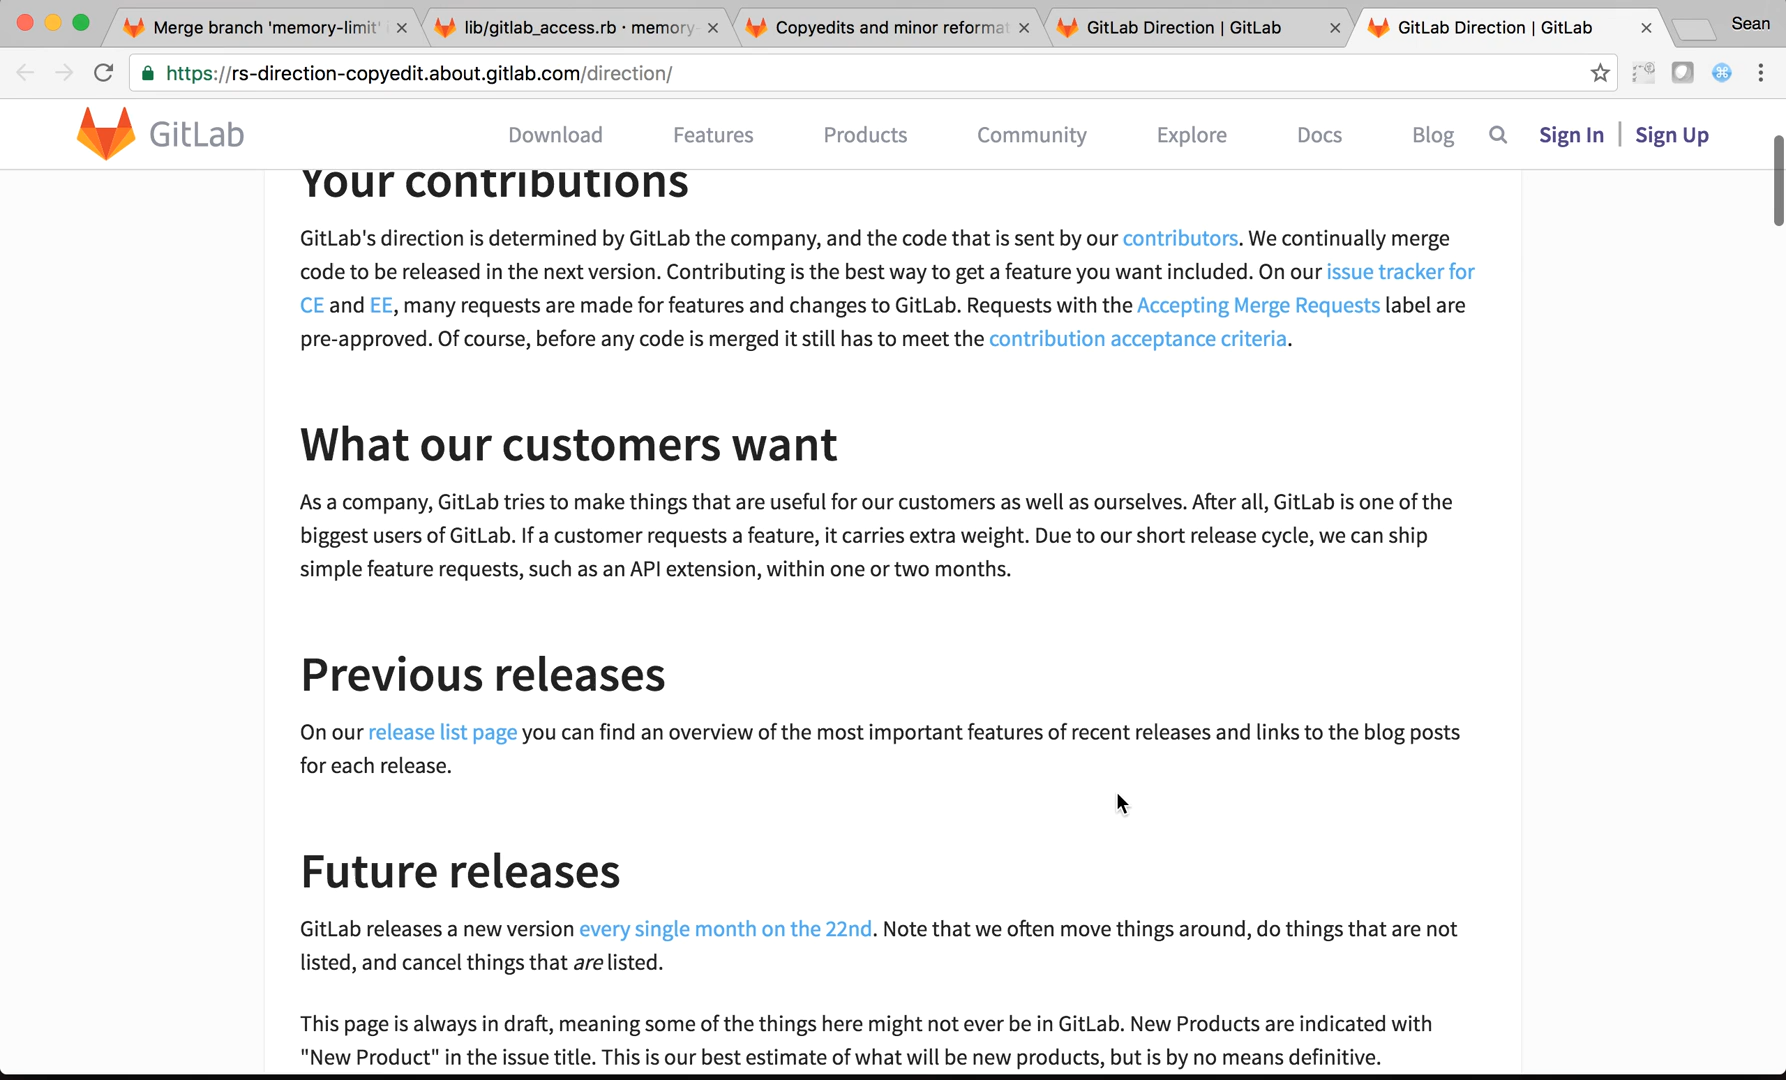 Merge branch 'memory-limit' i
lib/gitlab_access.rb · memory-
Copyedits and minor reformat
GitLab Direction | GitLab
GitLab Direction | GitLab
Sean
https://rs-direction-copyedit.about.gitlab.com/direction/
GitLab
Download
Features
Products
Community
Explore
Docs
Blog
Sign In | Sign Up
Your contributions
GitLab's direction is determined by GitLab the company, and the code that is sent by our contributors. We continually merge
code to be released in the next version. Contributing is the best way to get a feature you want included. On our issue tracker for
CE and EE, many requests are made for features and changes to GitLab. Requests with the Accepting Merge Requests label are
pre-approved. Of course, before any code is merged it still has to meet the contribution acceptance criteria.
What our customers want
As a company, GitLab tries to make things that are useful for our customers as well as ourselves. After all, GitLab is one of the
biggest users of GitLab. If a customer requests a feature, it carries extra weight. Due to our short release cycle, we can ship
simple feature requests, such as an API extension, within one or two months.
Previous releases
On our release list page you can find an overview of the most important features of recent releases and links to the blog posts
for each release.
Future releases
GitLab releases a new version every single month on the 22nd. Note that we often move things around, do things that are not
listed, and cancel things that are listed.
This page is always in draft, meaning some of the things here might not ever be in GitLab. New Products are indicated with
"New Product" in the issue title. This is our best estimate of what will be new products, but is by no means definitive.